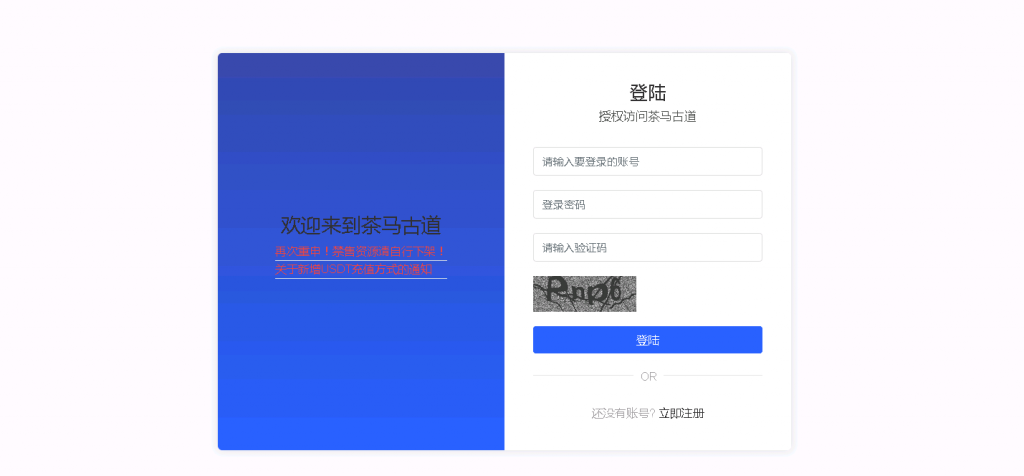 欢迎来到茶马古道
再次重申！禁售资源请自行下架！
关于新增USDT充值方式的通知
登陆
授权访问茶马古道
请输入要登录的账号
登录密码
请输入验证码
Pnp6
登陆
OR
还没有账号? 立即注册